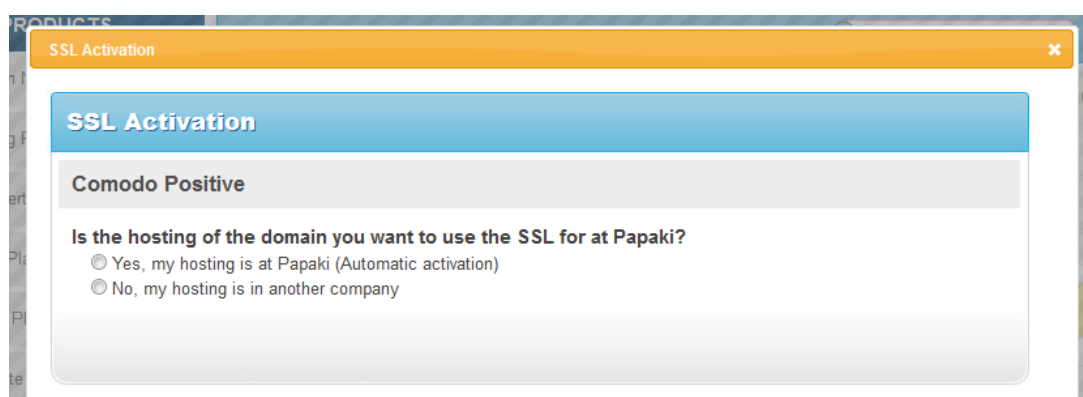 PRODUCTS
SSL Activation
SSL Activation
Comodo Positive
Is the hosting of the domain you want to use the SSL for at Papaki?
Yes, my hosting is at Papaki (Automatic activation)
No, my hosting is in another company